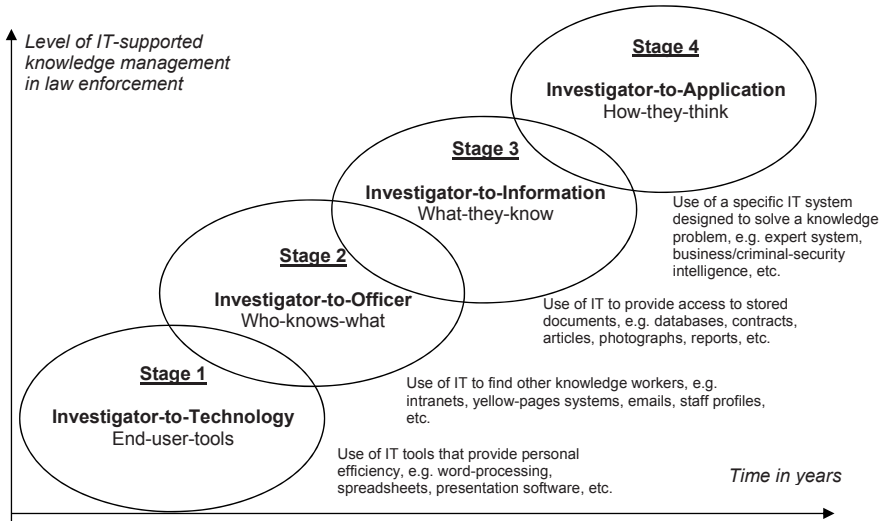 Level of IT-supported
knowledge management
in law enforcement
Stage 4
Investigator-to-Application
How-they-think
Stage 3
Investigator-to-Information
What-they-know
Use of a specific IT system
designed to solve a knowledge
problem, e.g. expert system,
business/criminal-security
intelligence, etc.
Stage 2
Investigator-to-Officer
Who-knows-what
Use of IT to provide access to stored
documents, e.g. databases, contracts,
articles, photographs, reports, etc.
Stage 1
Investigator-to-Technology
End-user-tools
Use of IT to find other knowledge workers, e.g.
intranets, yellow-pages systems, emails, staff profiles,
etc.
Use of IT tools that provide personal
efficiency, e.g. word-processing,
spreadsheets, presentation software, etc.
Time in years